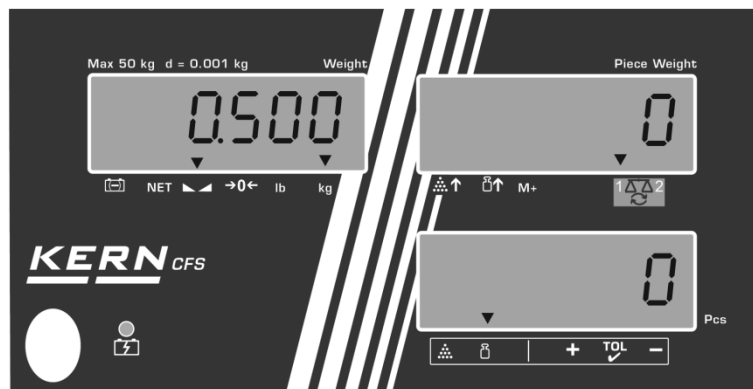 Max 50 kg d = 0.001 kg Weight
Piece Weight
0.500
0
NET →0← lb kg
M+ 1 2
KERN CFS
0
Pcs
+ TOL −